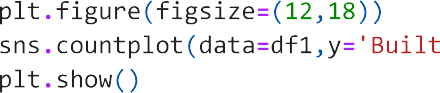 plt.figure(figsize=(12,18))
sns.countplot(data=df1,y='Built
plt.show()